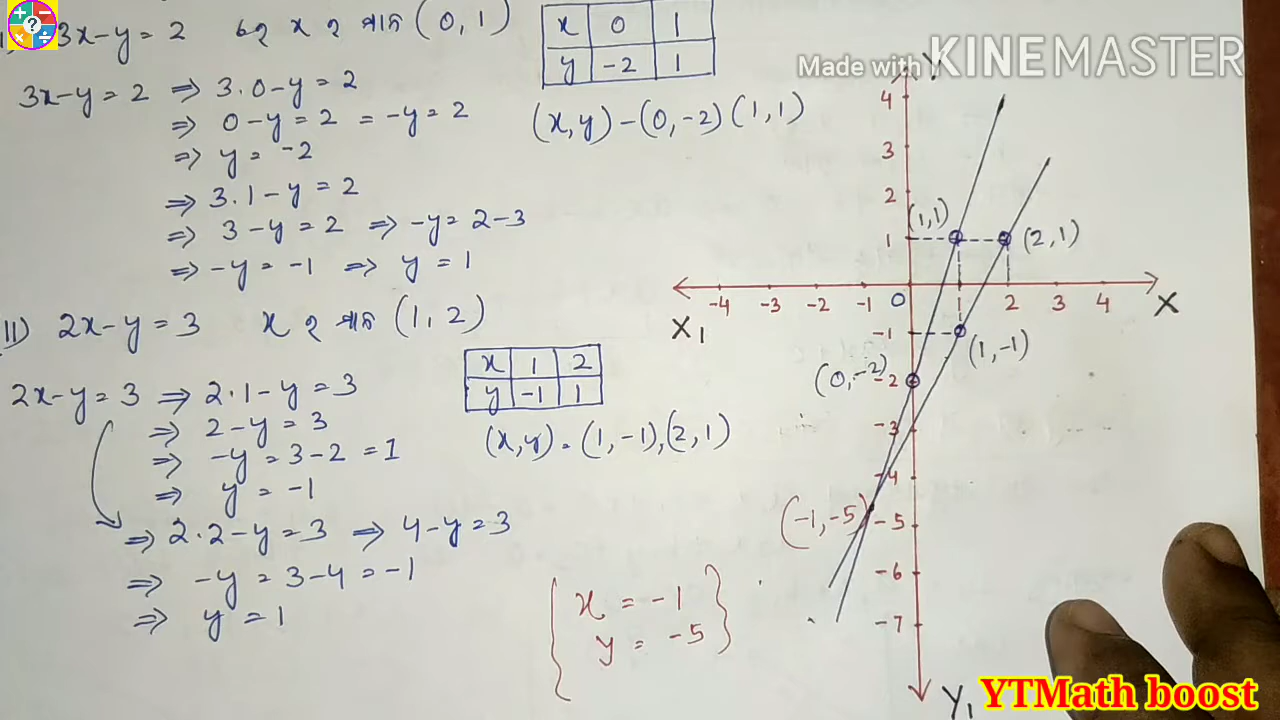 3x-y=2 এর x র মান (0, 1)
x 0 1
y -2 1
3x-y=2 ⇒ 3.0-y=2
⇒ 0-y=2 = -y=2
(x,y)-(0,-2)(1,1)
⇒ y = -2
⇒ 3.1-y=2
⇒ 3-y=2 ⇒ -y=2-3
⇒ -y=-1 ⇒ y=1
II) 2x-y=3 x র মান (1,2)
x 1 2
y -1 1
2x-y=3 ⇒ 2·1-y=3
⇒ 2-y=3
(x,y) = (1,-1),(2,1)
⇒ -y=3-2=1
⇒ y=-1
⇒ 2·2-y=3 ⇒ 4-y=3
⇒ -y=3-4=-1
⇒ y=1
x = -1
y = -5
Made with KINEMASTER
Y
4
3
2
(1,1)
1
(2,1)
-4 -3 -2 -1 0 1 2 3 4
X1 X
-1
(1,-1)
(0,-2)
-2
-3
-4
(-1,-5)
-5
-6
-7
Y1
YTMath boost